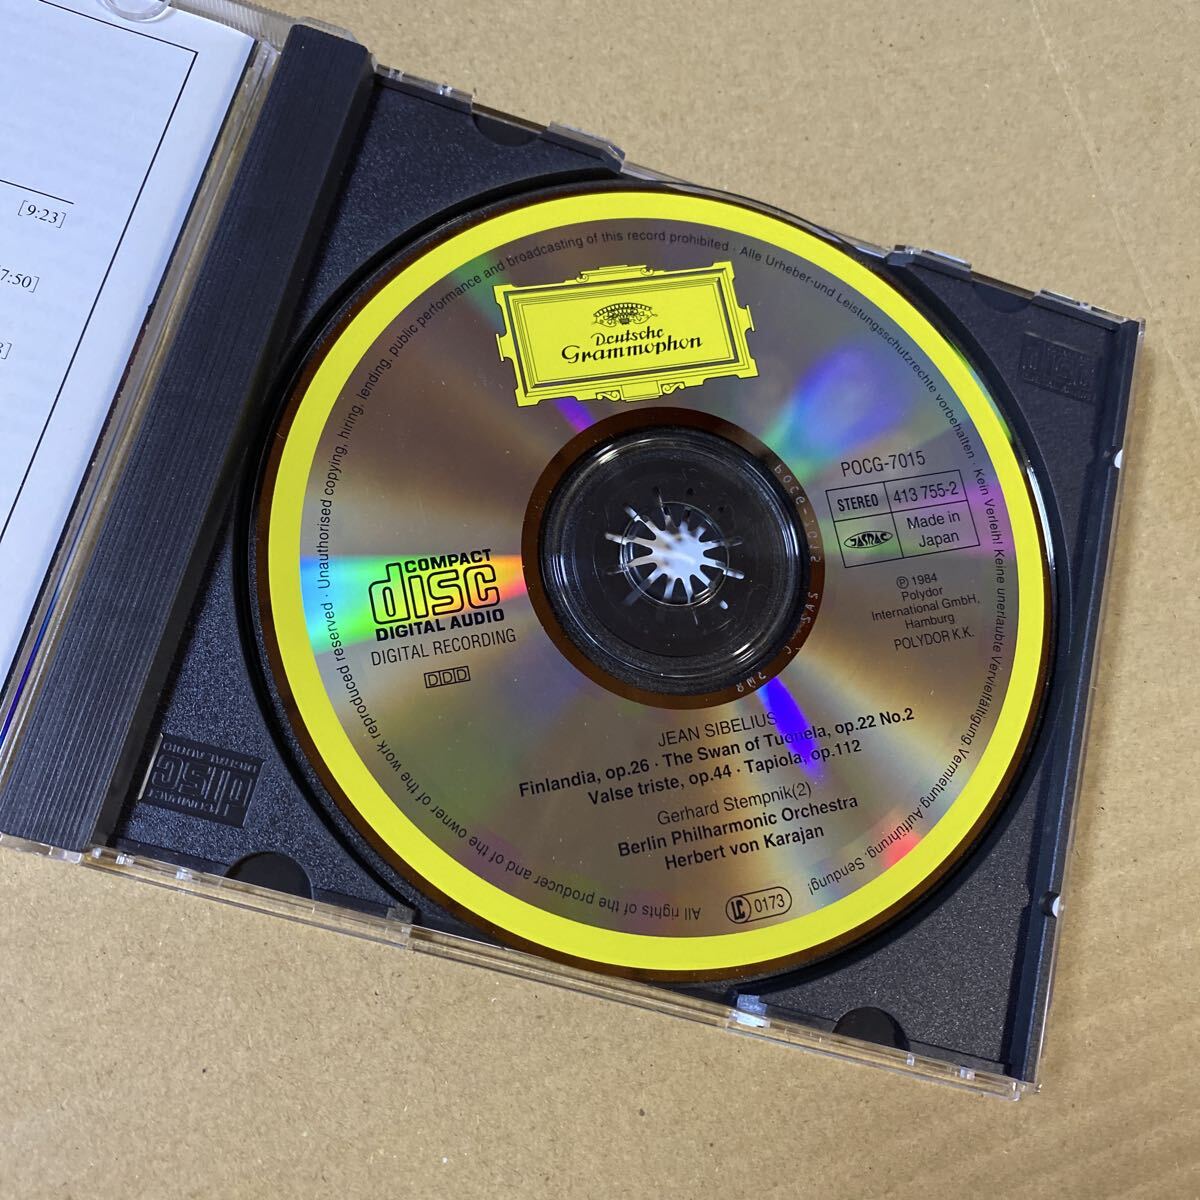 [9:23]
7:50]
Deutsche
Grammophon
POCG-7015
STEREO
413 755-2
JASRAC
Made in
Japan
℗ 1984
Polydor
International GmbH,
Hamburg
POLYDOR K.K.
COMPACT
disc
DIGITAL AUDIO
DIGITAL RECORDING
DDD
JEAN SIBELIUS
Finlandia, op.26 · The Swan of Tuonela, op.22 No.2
Valse triste, op.44 · Tapiola, op.112
Gerhard Stempnik(2)
Berlin Philharmonic Orchestra
Herbert von Karajan
LC 0173
All rights of the producer and of the owner of the work reproduced reserved · Unauthorised copying, hiring, lending, public performance and broadcasting of this record prohibited · Alle Urheber-und Leistungsschutzrechte vorbehalten · Kein Verleih! Keine unerlaubte Vervielfältigung, Vermietung, Aufführung, Sendung!
COMPACT
disc
DIGITAL AUDIO